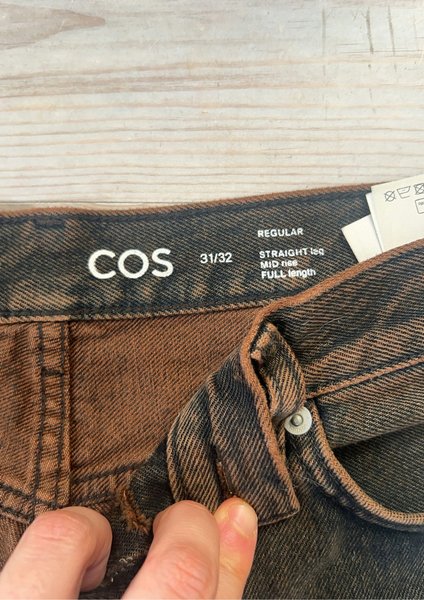 COS
31/32
REGULAR
STRAIGHT leg
MID rise
FULL length